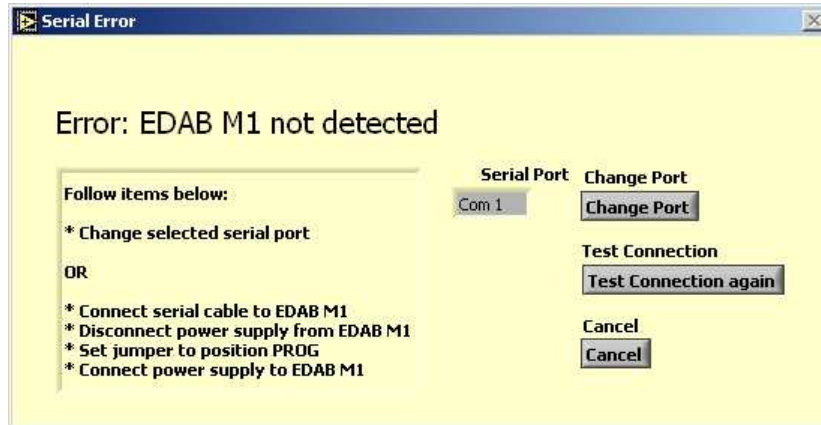 Serial Error
Error: EDAB M1 not detected
Follow items below:
* Change selected serial port
OR
* Connect serial cable to EDAB M1
* Disconnect power supply from EDAB M1
* Set jumper to position PROG
* Connect power supply to EDAB M1
Serial Port
Com 1
Change Port
Change Port
Test Connection
Test Connection again
Cancel
Cancel